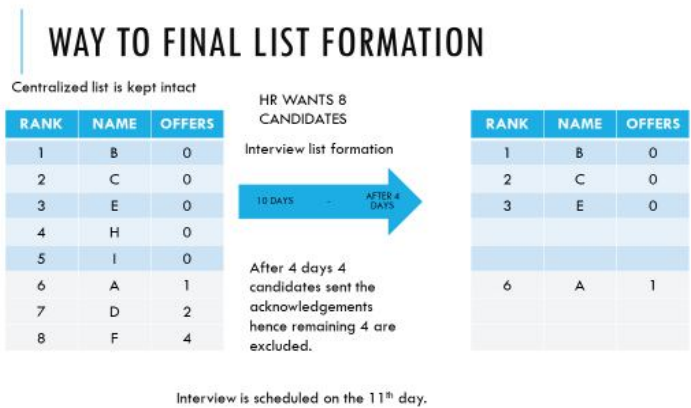 WAY TO FINAL LIST FORMATION
Centralized list is kept intact
RANK NAME OFFERS
1 B 0
2 C 0
3 E 0
4 H 0
5 I 0
6 A 1
7 D 2
8 F 4
HR WANTS 8
CANDIDATES
Interview list formation
10 DAYS - AFTER 4
DAYS
After 4 days 4
candidates sent the
acknowledgements
hence remaining 4 are
excluded.
RANK NAME OFFERS
1 B 0
2 C 0
3 E 0
6 A 1
Interview is scheduled on the 11th day.